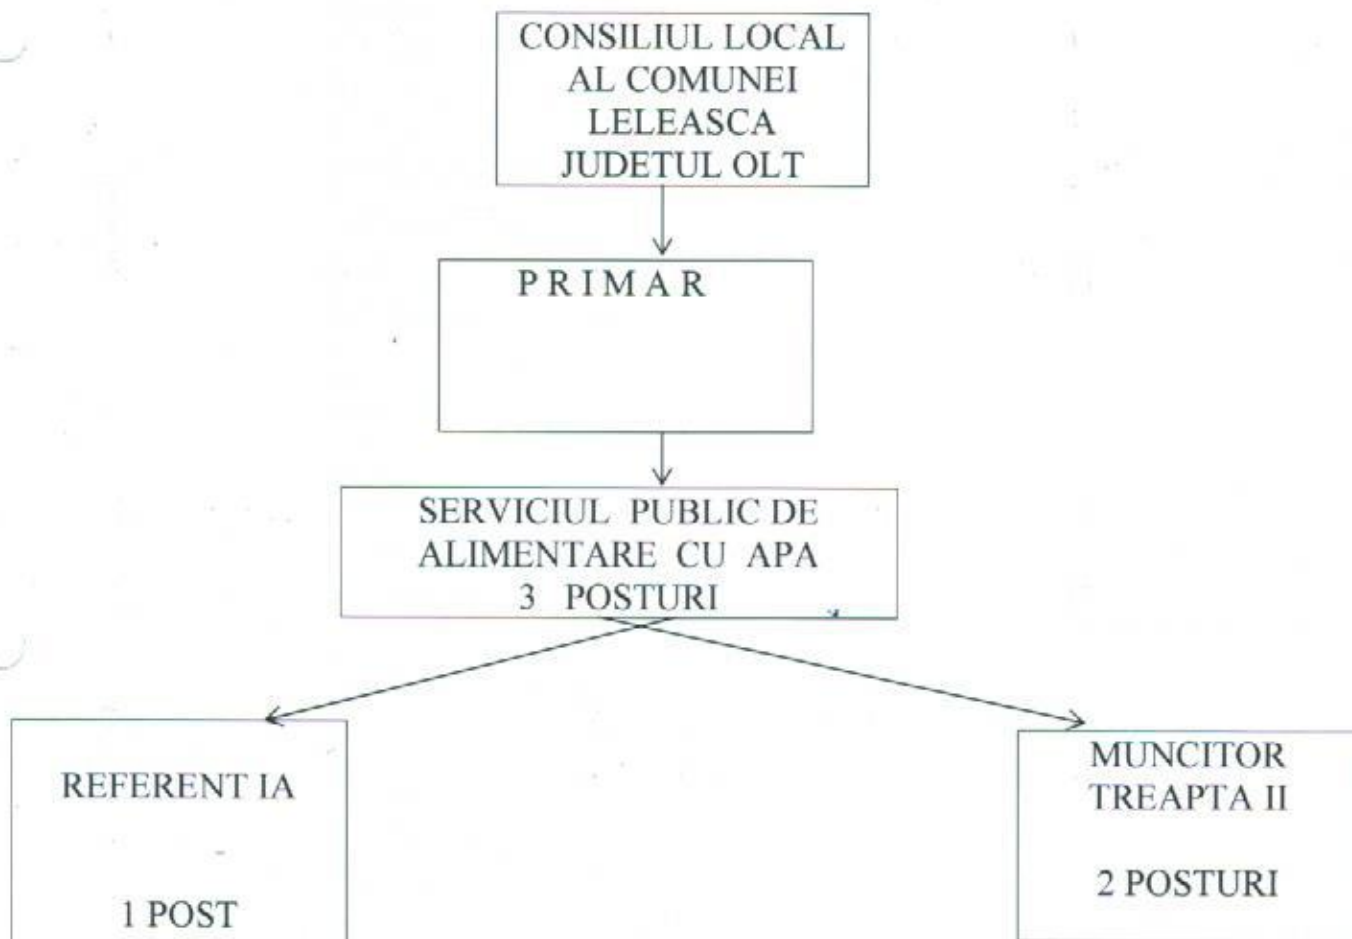 CONSILIUL LOCAL
AL COMUNEI
LELEASCA
JUDETUL OLT
P R I M A R
SERVICIUL PUBLIC DE
ALIMENTARE CU APA
3 POSTURI
REFERENT IA
1 POST
MUNCITOR
TREAPTA II
2 POSTURI